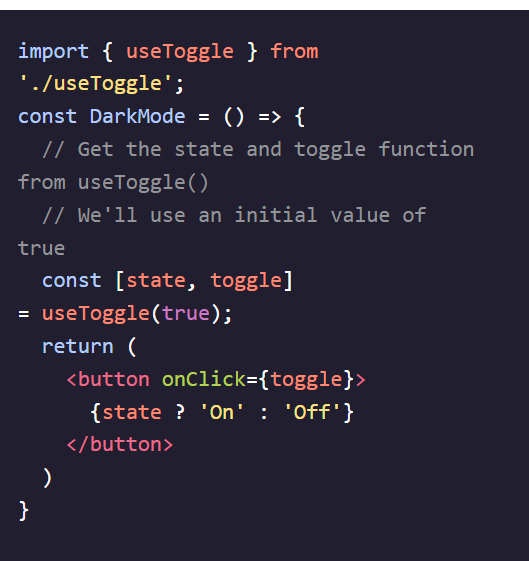 import { useToggle } from
'./useToggle';
const DarkMode = () => {
  // Get the state and toggle function
from useToggle()
  // We'll use an initial value of
true
  const [state, toggle]
= useToggle(true);
  return (
    <button onClick={toggle}>
      {state ? 'On' : 'Off'}
    </button>
  )
}